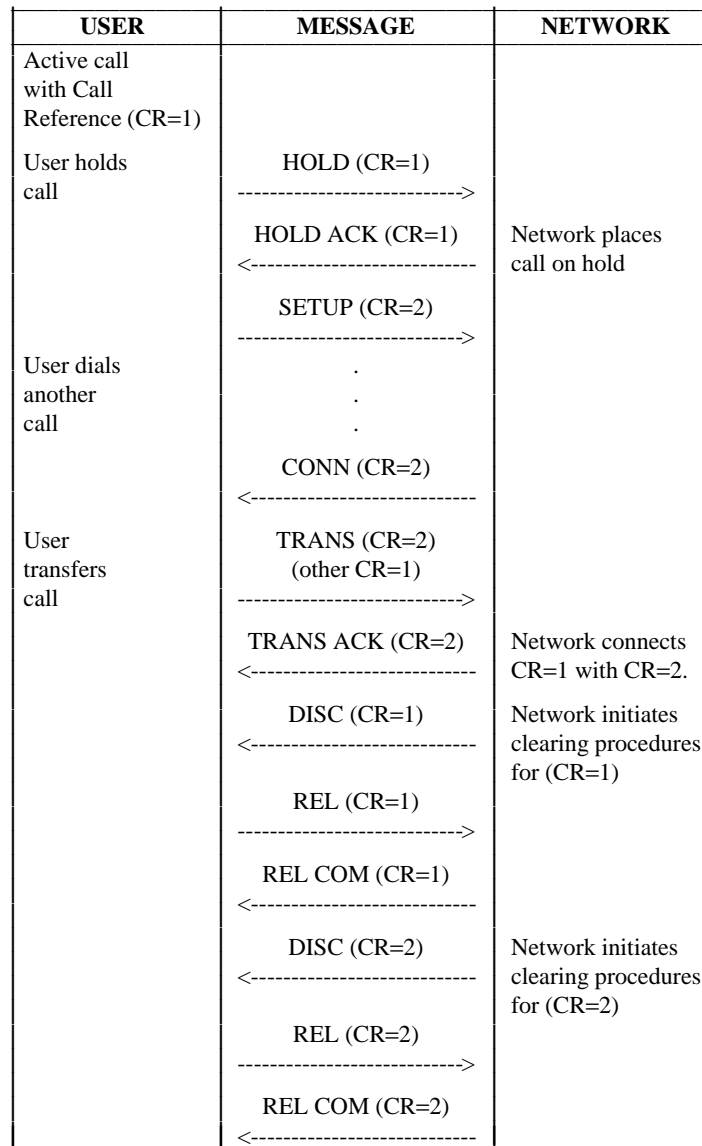 USER MESSAGE NETWORK
Active call
with Call
Reference (CR=1)
User holds HOLD (CR=1)
call ---------------------------->
HOLD ACK (CR=1) Network places
<---------------------------- call on hold
SETUP (CR=2)
---------------------------->
User dials .
another .
call .
CONN (CR=2)
<----------------------------
User TRANS (CR=2)
transfers (other CR=1)
call ---------------------------->
TRANS ACK (CR=2) Network connects
<---------------------------- CR=1 with CR=2.
DISC (CR=1) Network initiates
<---------------------------- clearing procedures
for (CR=1)
REL (CR=1)
---------------------------->
REL COM (CR=1)
<----------------------------
DISC (CR=2) Network initiates
<---------------------------- clearing procedures
for (CR=2)
REL (CR=2)
---------------------------->
REL COM (CR=2)
<----------------------------